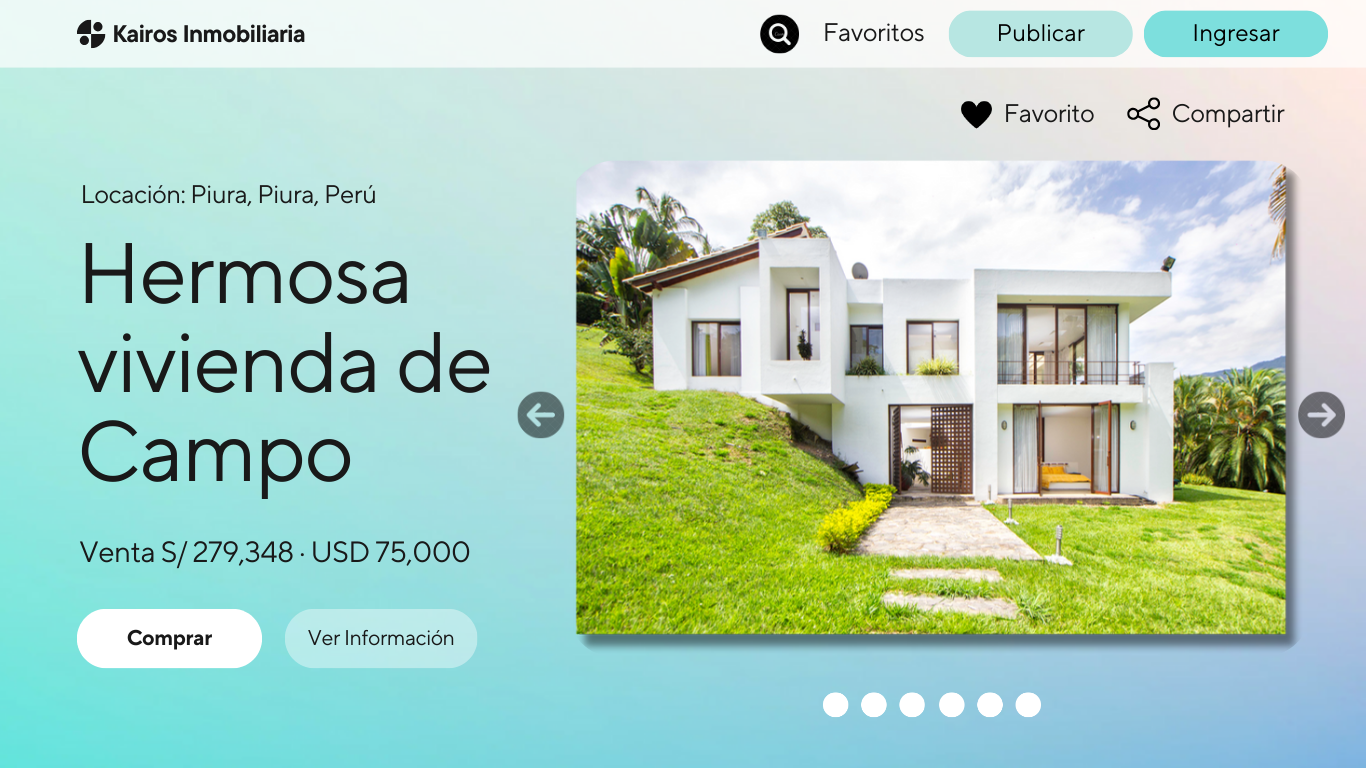 Kairos Inmobiliaria
Favoritos
Publicar
Ingresar
Favorito
Compartir
Locación: Piura, Piura, Perú
Hermosa
vivienda de
Campo
Venta S/ 279,348 · USD 75,000
Comprar
Ver Información